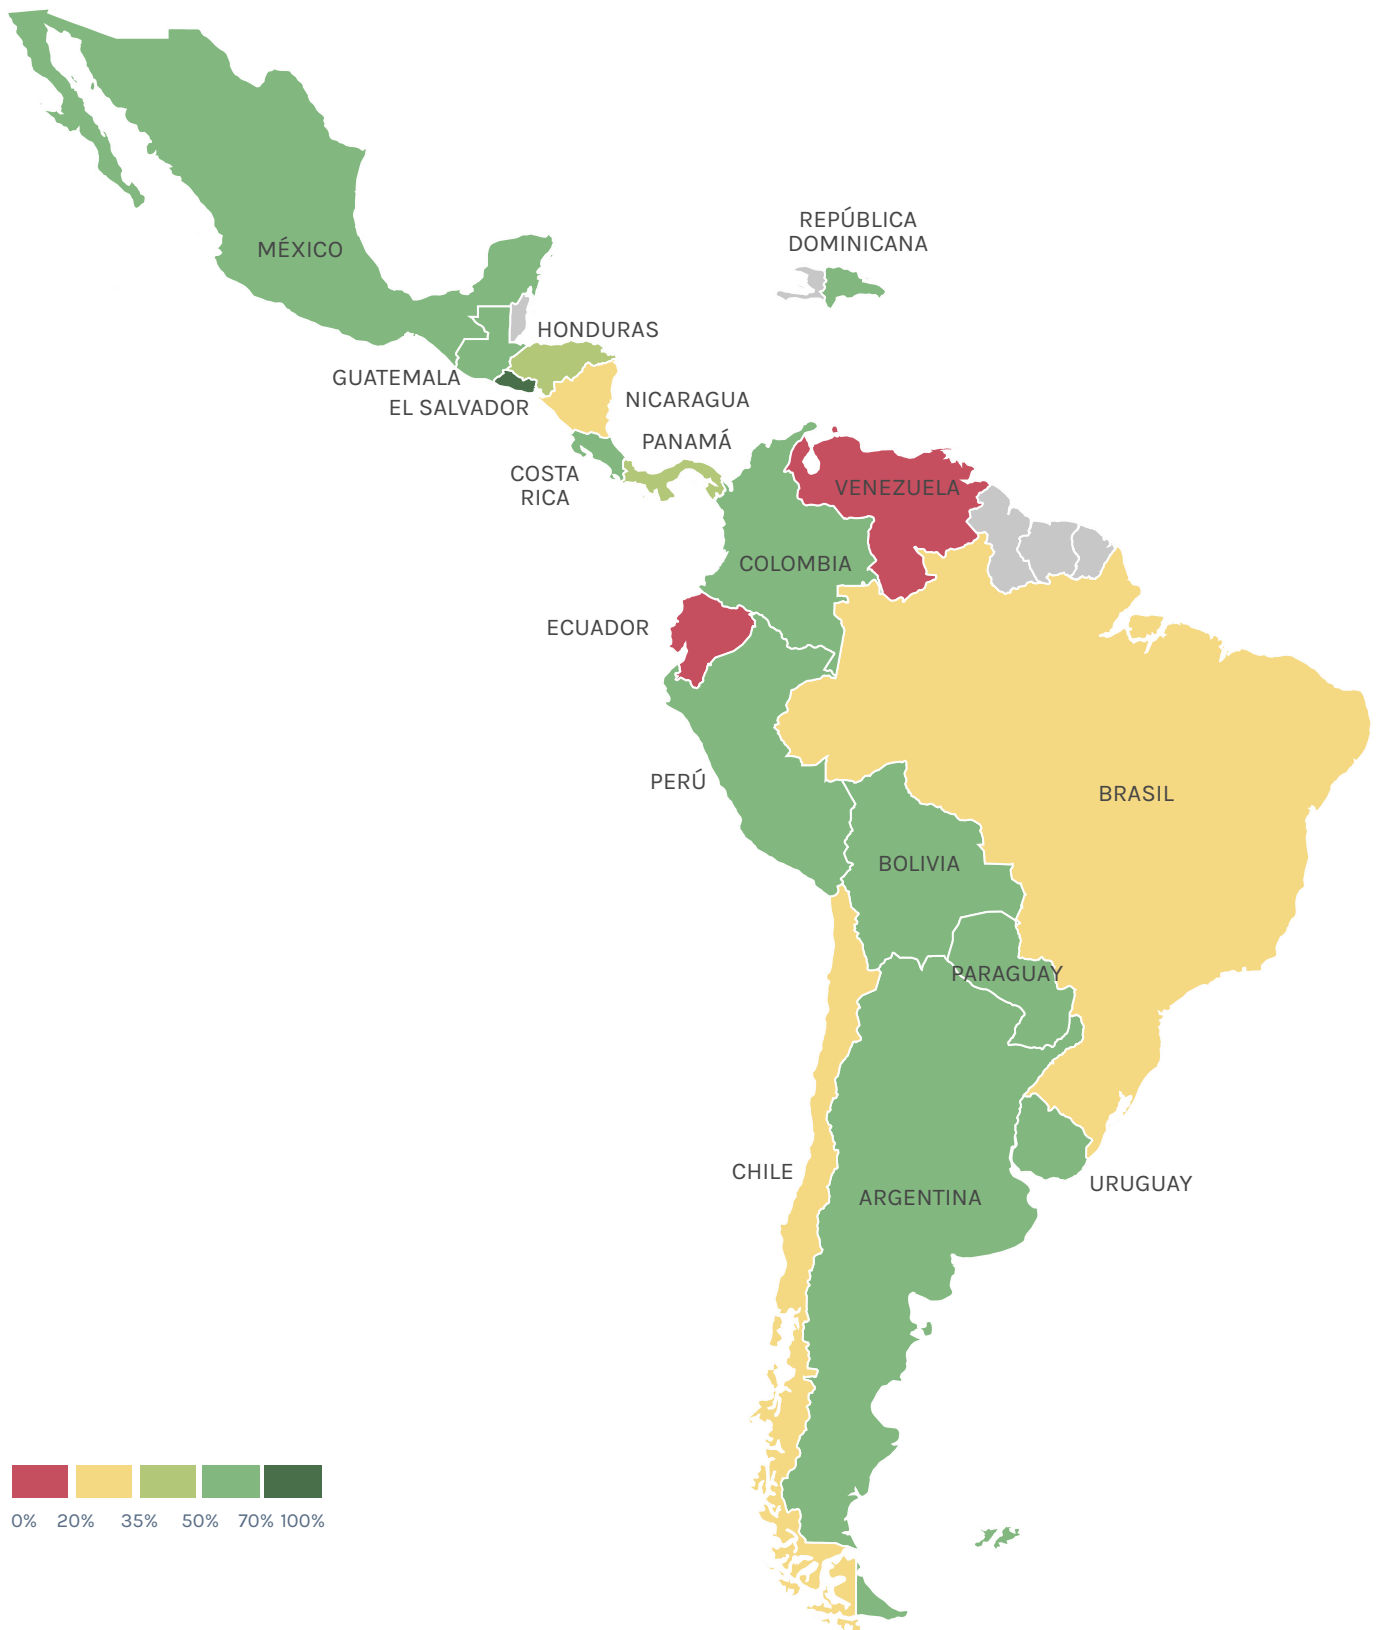 REPÚBLICA
DOMINICANA
MÉXICO
HONDURAS
GUATEMALA
EL SALVADOR
NICARAGUA
PANAMÁ
COSTA
RICA
VENEZUELA
COLOMBIA
ECUADOR
PERÚ
BRASIL
BOLIVIA
PARAGUAY
CHILE
URUGUAY
ARGENTINA
0% 20% 35% 50% 70% 100%